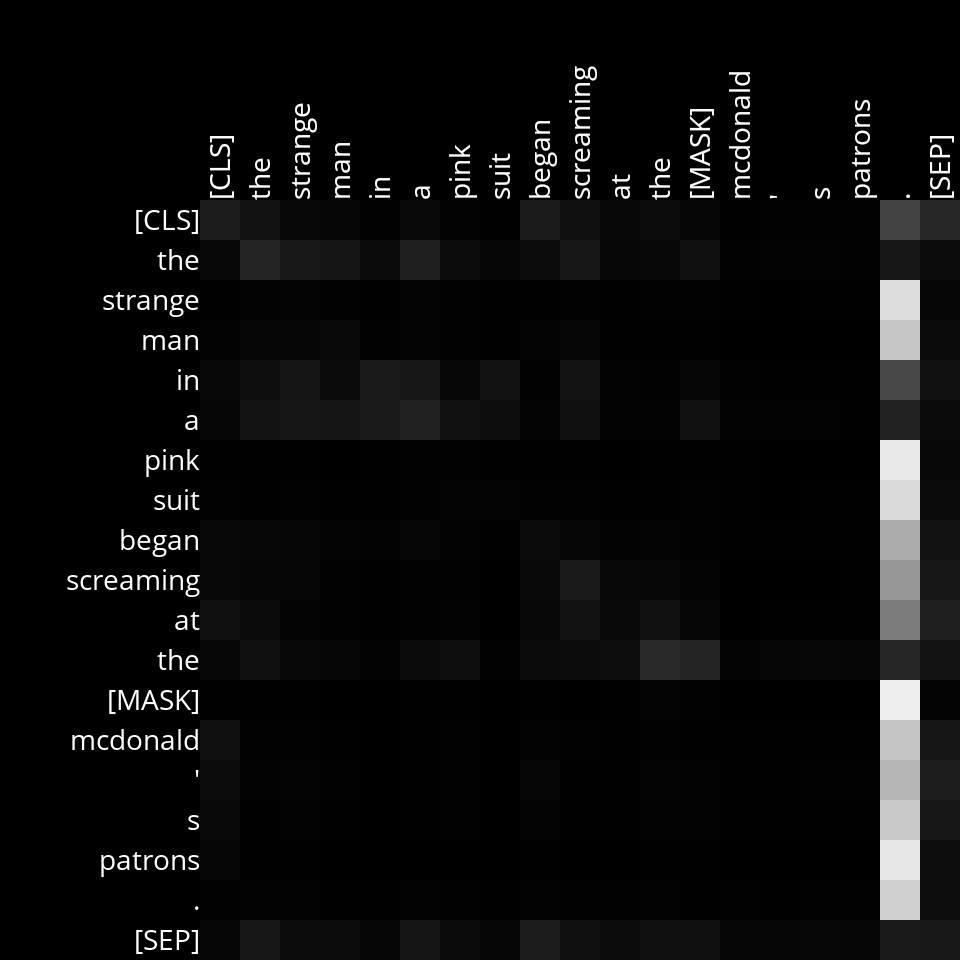 [CLS] the strange man in a pink suit began screaming at the [MASK] mcdonald ' s patrons . [SEP]
[CLS]
the
strange
man
in
a
pink
suit
began
screaming
at
the
[MASK]
mcdonald
'
s
patrons
.
[SEP]